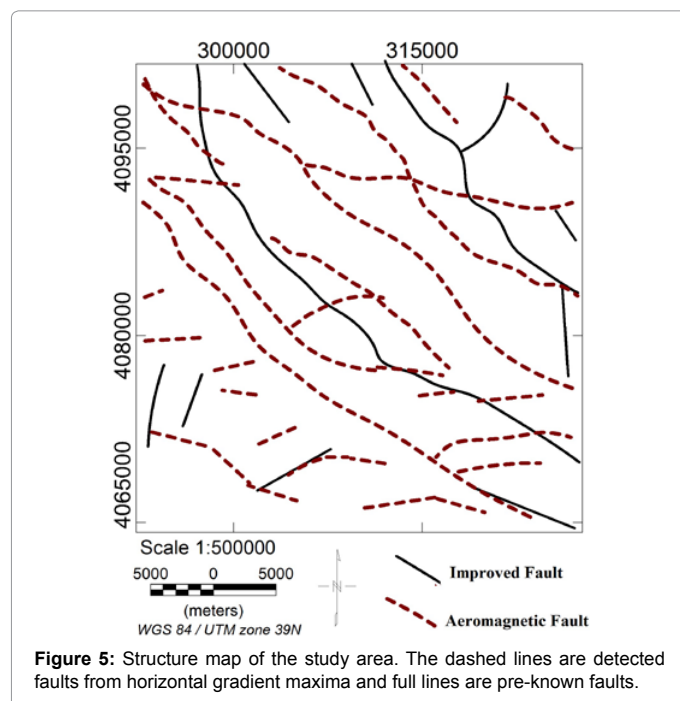 300000 315000
4095000
4080000
4065000
Scale 1:500000
5000 0 5000
(meters)
WGS 84 / UTM zone 39N
N
Improved Fault
Aeromagnetic Fault
Figure 5: Structure map of the study area. The dashed lines are detected
faults from horizontal gradient maxima and full lines are pre-known faults.